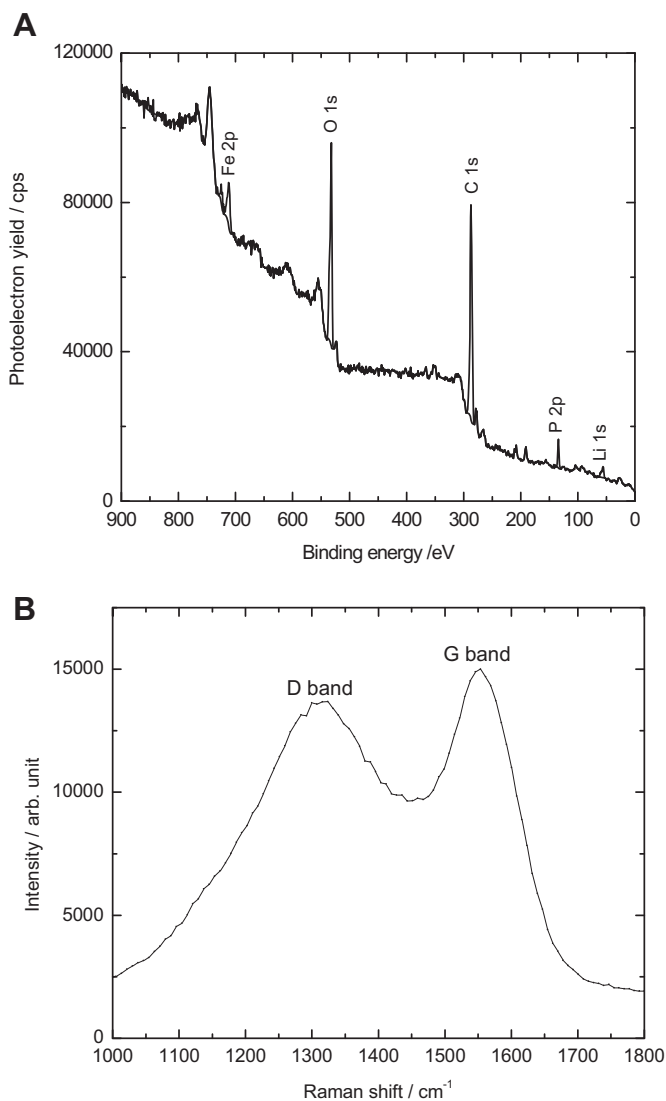 A
120000
80000
40000
0
Photoelectron yield / cps
Fe 2p
O 1s
C 1s
P 2p
Li 1s
900 800 700 600 500 400 300 200 100 0
Binding energy /eV
B
15000
10000
5000
0
Intensity / arb. unit
D band
G band
1000 1100 1200 1300 1400 1500 1600 1700 1800
Raman shift / cm⁻¹